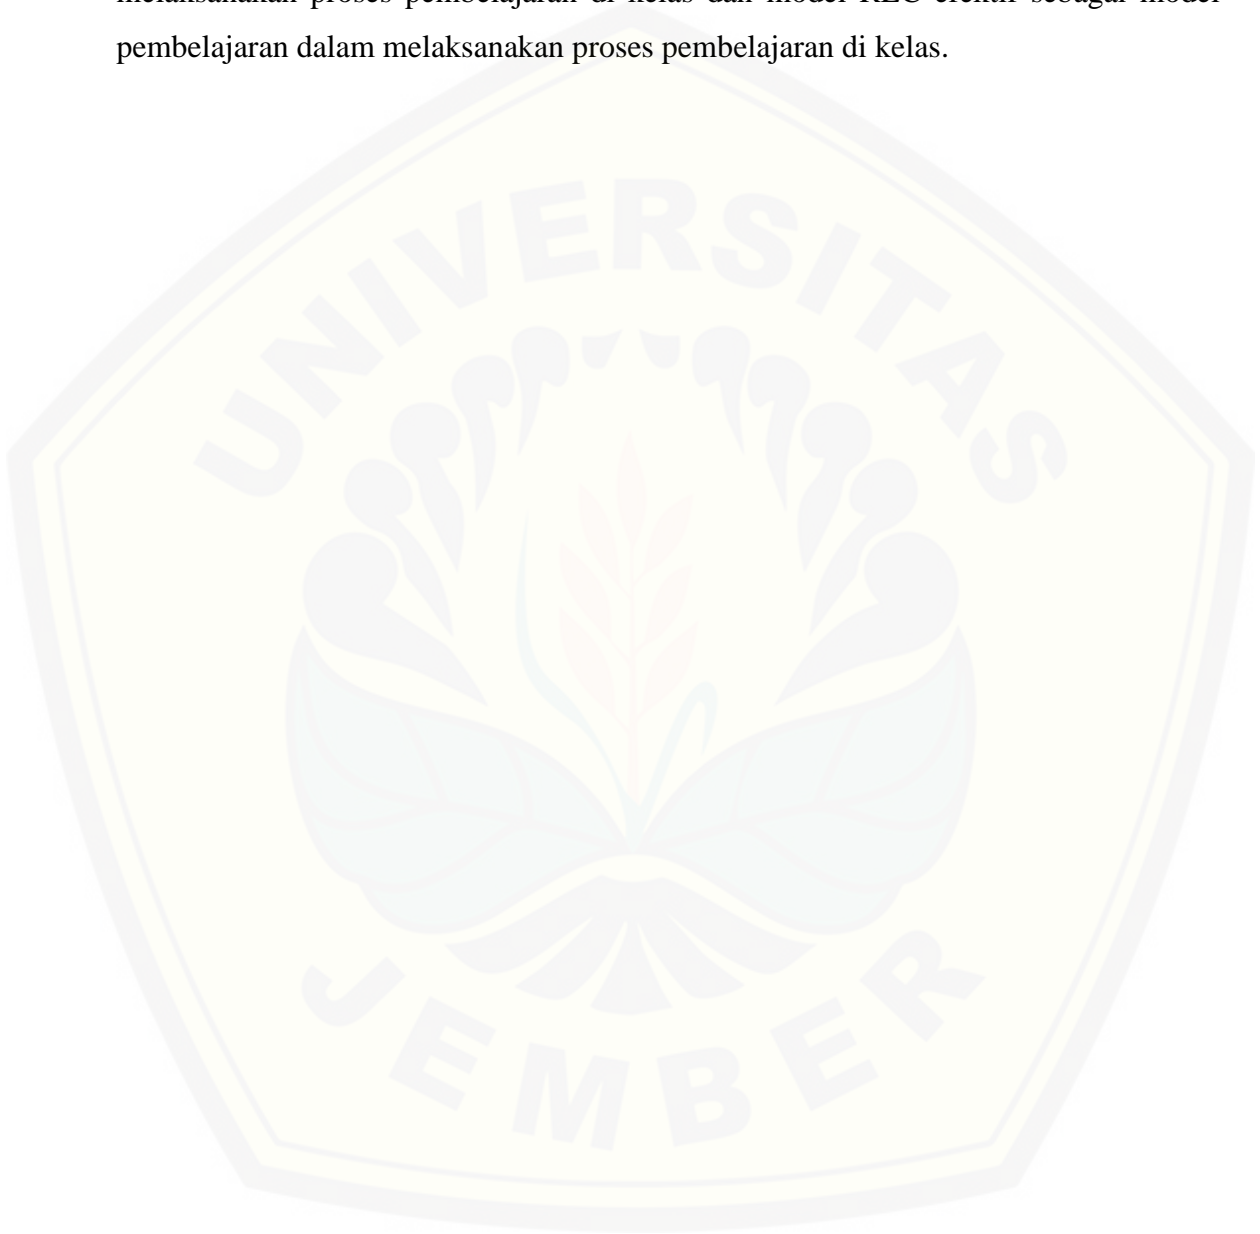 melaksanakan proses pembelajaran di kelas dan model
efektif sebagai model
pembelajaran dalam melaksanakan proses pembelajaran di kelas.
UNIVERSITAS
JEMBER